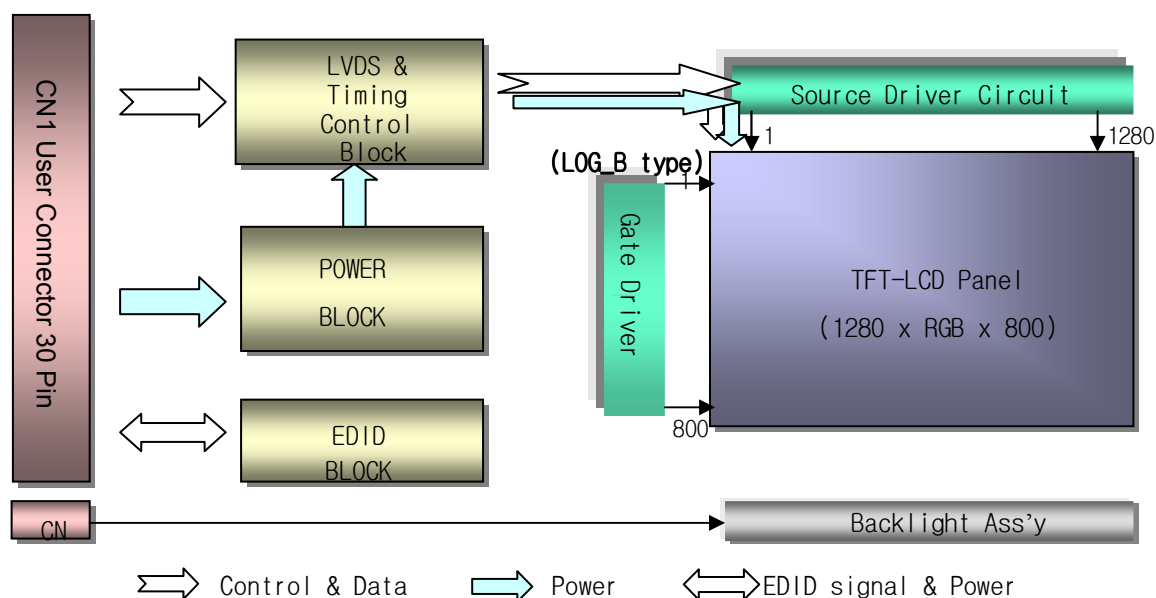 CN1 User Connector 30 Pin
LVDS &
Timing
Control
Block
Source Driver Circuit
1
1280
(LOG_B type)
1
Gate Driver
800
POWER
BLOCK
TFT-LCD Panel
(1280 x RGB x 800)
EDID
BLOCK
CN
Backlight Ass’y
Control & Data
Power
EDID signal & Power